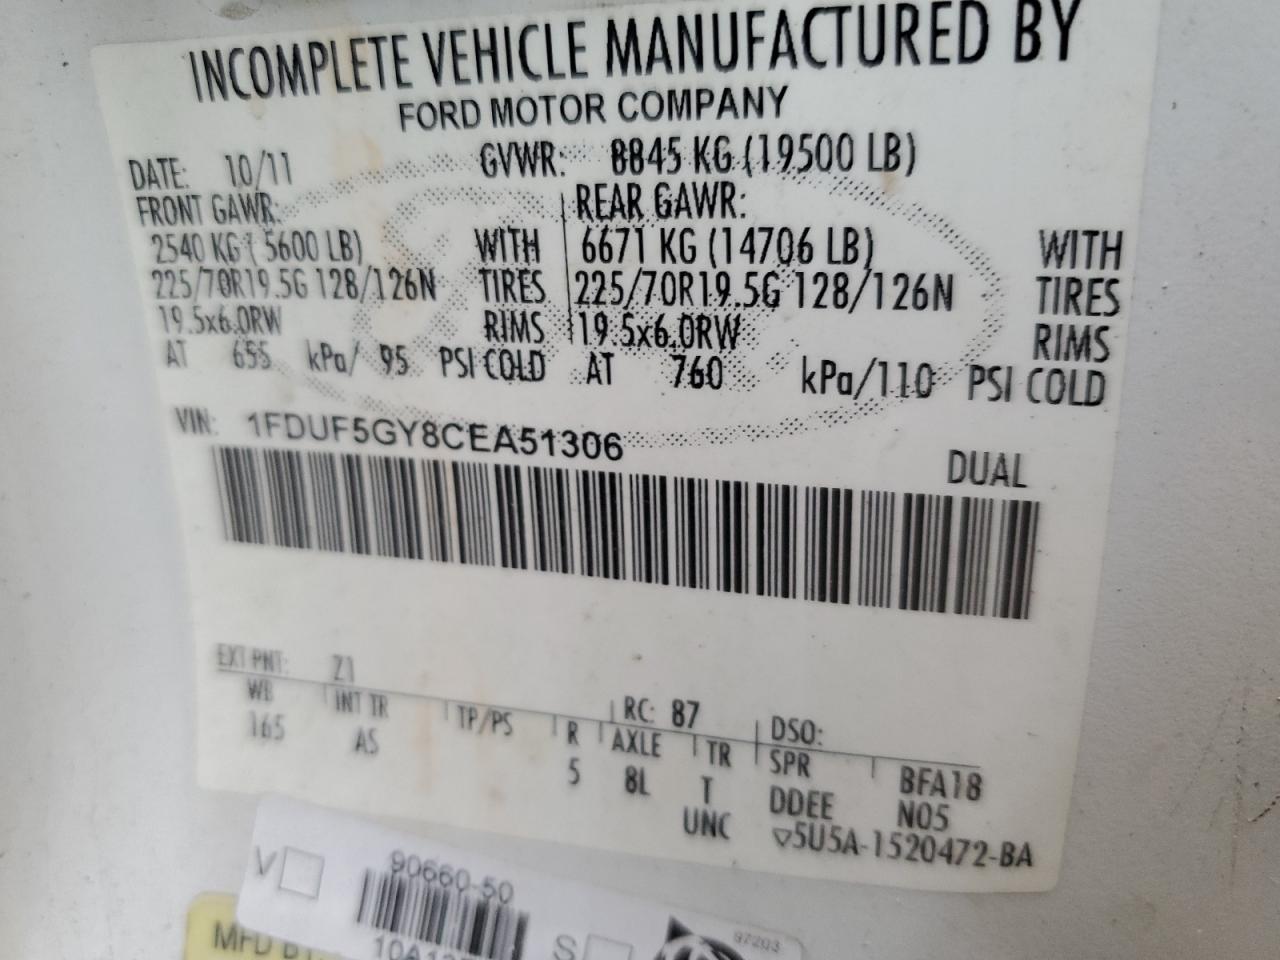 INCOMPLETE VEHICLE MANUFACTURED BY
FORD MOTOR COMPANY
DATE: 10/11 GVWR: 8845 KG (19500 LB)
FRONT GAWR: REAR GAWR:
2540 KG ( 5600 LB) WITH 6671 KG (14706 LB) WITH
225/70R19.5G 128/126N TIRES 225/70R19.5G 128/126N TIRES
19.5x6.0RW RIMS 19.5x6.0RW RIMS
AT 655 kPa/ 95 PSI COLD AT 760 kPa/110 PSI COLD
VIN: 1FDUF5GY8CEA51306
DUAL
EXT PNT: Z1 RC: 87 DSO:
WB INT TR TP/PS R AXLE TR SPR BFA18
165 AS 5 8L T DDEE N05
UNC ▽5U5A-1520472-BA
V 90660-50
S 97203
MFD